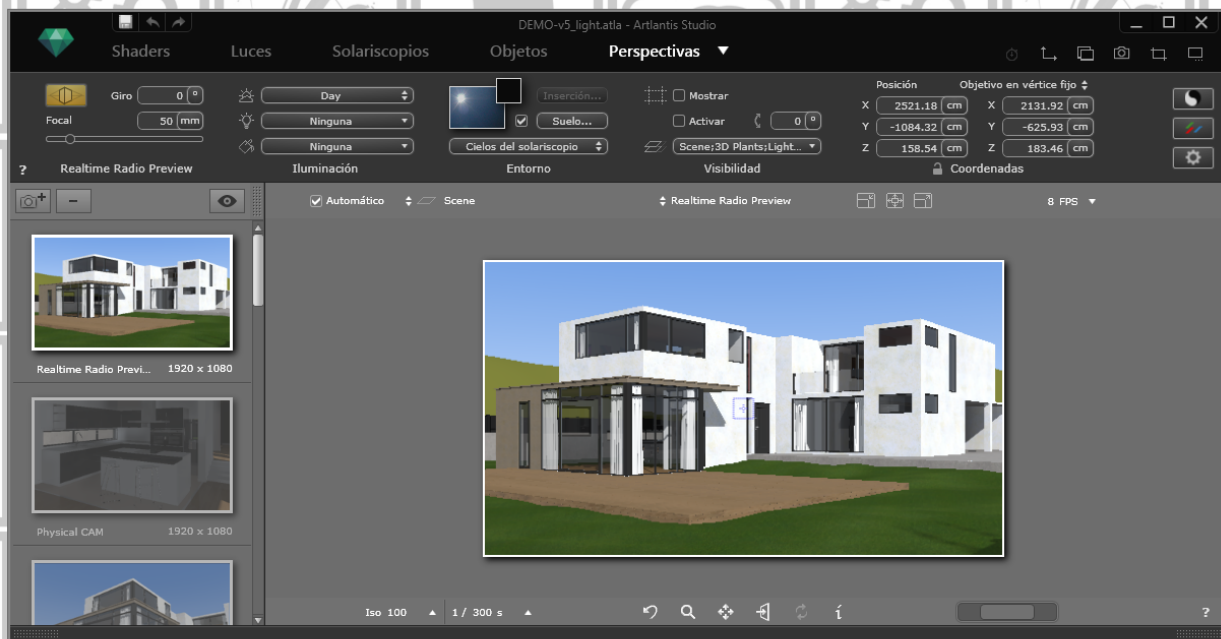 DEMO-v5_light.atla - Artlantis Studio
Shaders Luces Solariscopios Objetos Perspectivas
Posición Objetivo en vértice fijo
Giro 0 º Day Inserción... Mostrar X 2521.18 cm X 2131.92 cm
Focal 50 mm Ninguna Suelo... Activar 0 º Y -1084.32 cm Y -625.93 cm
Ninguna Cielos del solariscopio Scene;3D Plants;Light... Z 158.54 cm Z 183.46 cm
? Realtime Radio Preview Iluminación Entorno Visibilidad Coordenadas
Automático Scene Realtime Radio Preview 8 FPS
Realtime Radio Previ... 1920 x 1080
Physical CAM 1920 x 1080
Iso 100 1 / 300 s í ?